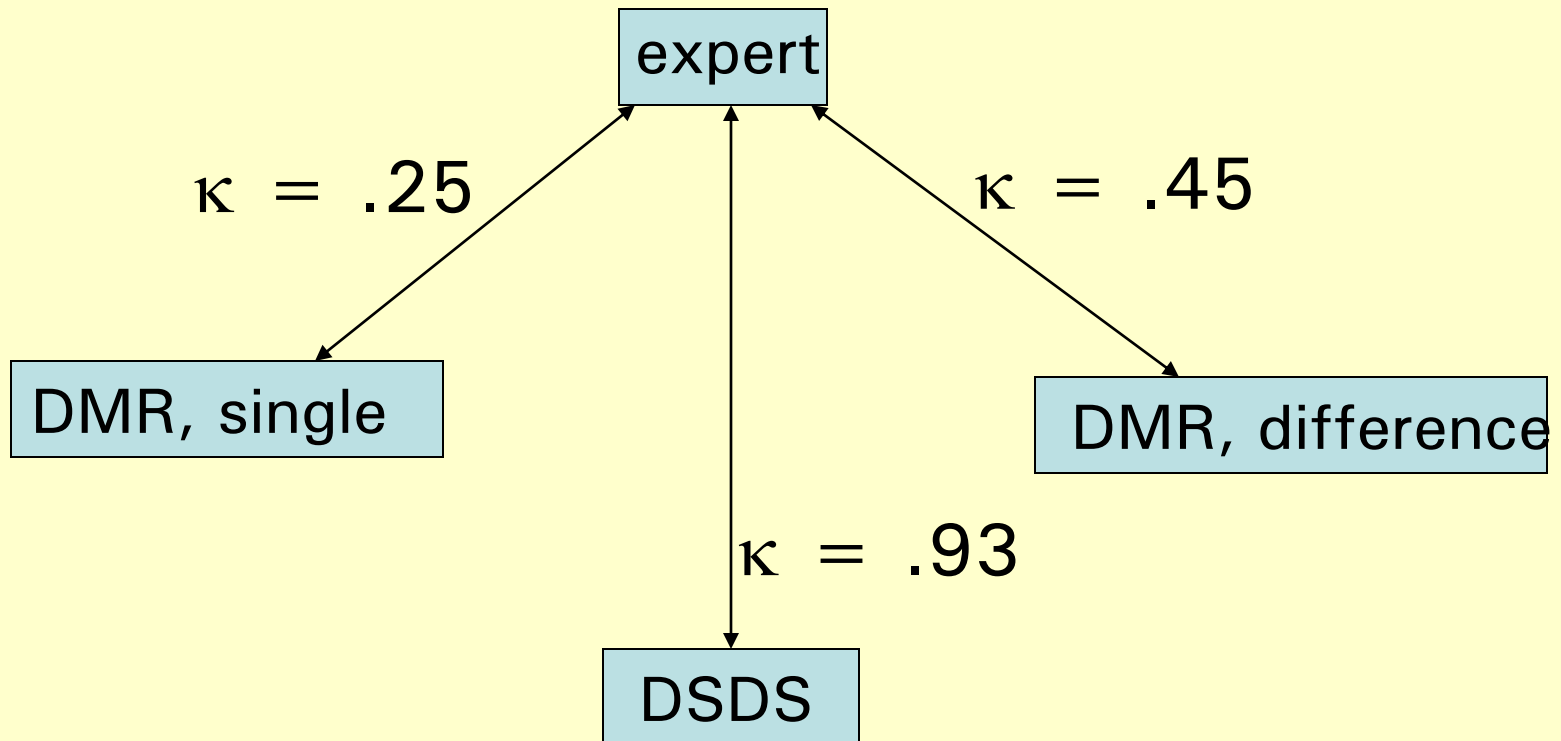 expert
κ = .25
κ = .45
DMR, single
DMR, difference
κ = .93
DSDS